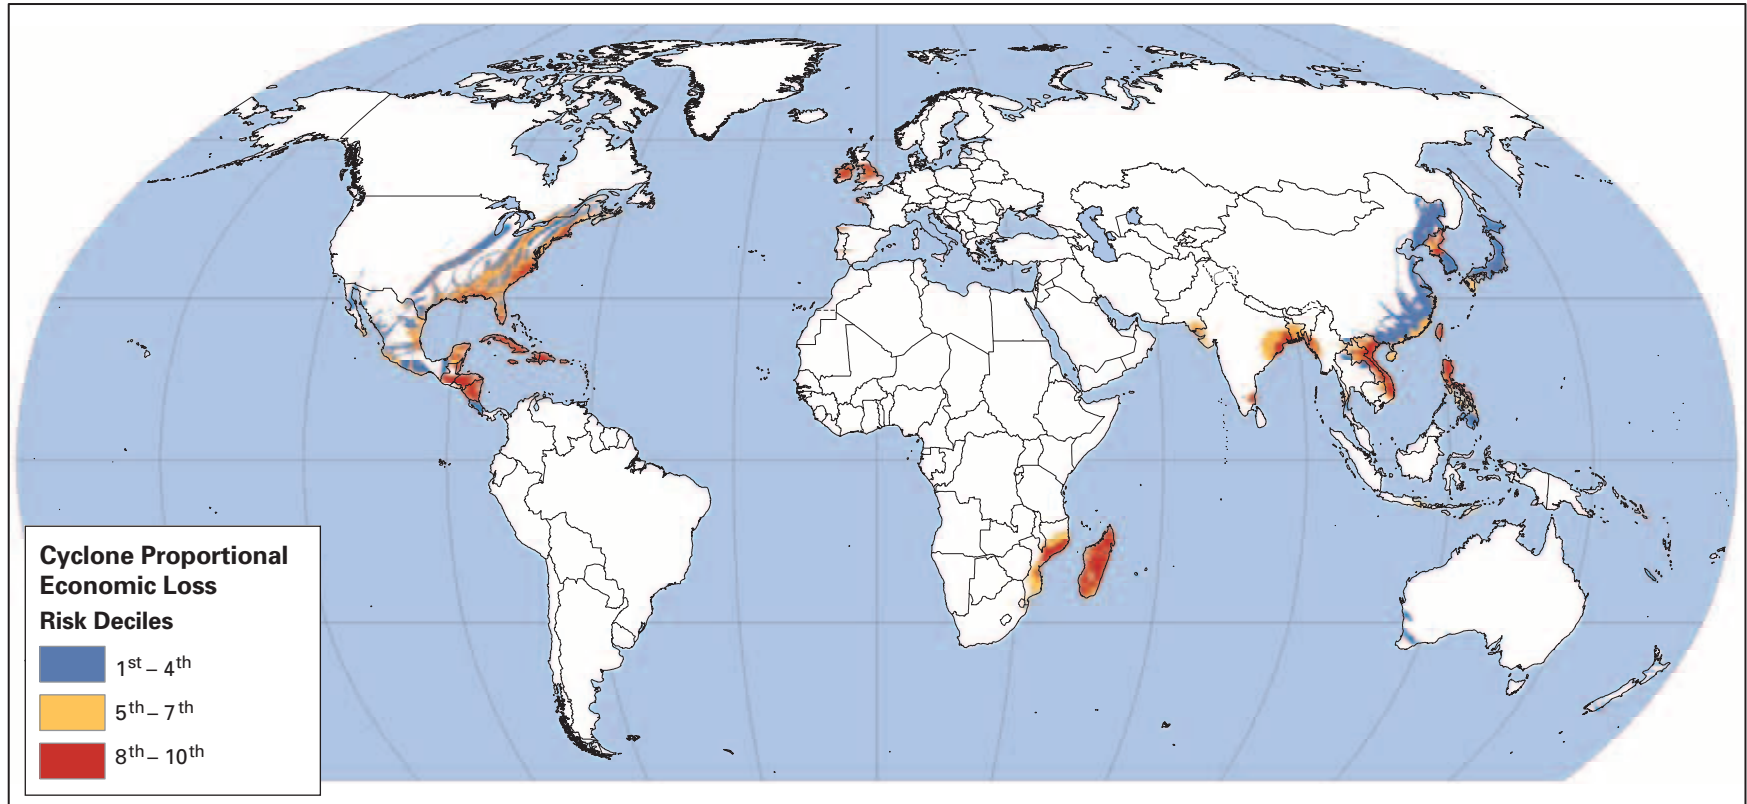 Cyclone Proportional
Economic Loss
Risk Deciles
1st – 4th
5th – 7th
8th – 10th